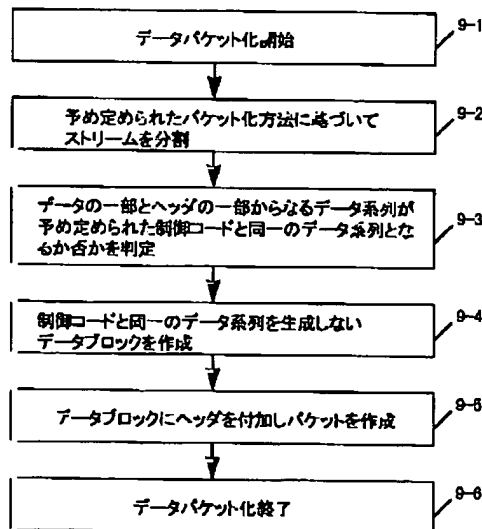 データパケット化開始
9-1
予め定められたパケット化方法に基づいて
ストリームを分割
9-2
データの一部とヘッダの一部からなるデータ系列が
予め定められた制御コードと同一のデータ系列とな
るか否かを判定
9-3
制御コードと同一のデータ系列を生成しない
データブロックを作成
9-4
データブロックにヘッダを付加しパケットを作成
9-5
データパケット化終了
9-6